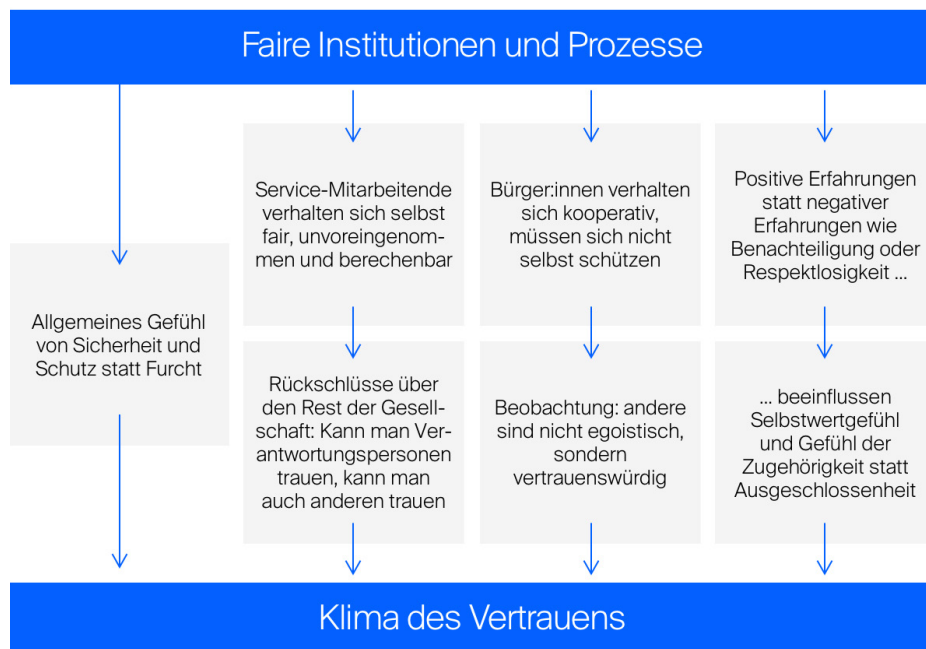 Faire Institutionen und Prozesse
Allgemeines Gefühl
von Sicherheit und
Schutz statt Furcht
Service-Mitarbeitende
verhalten sich selbst
fair, unvoreingenom-
men und berechenbar
Rückschlüsse über
den Rest der Gesell-
schaft: Kann man Ver-
antwortungspersonen
trauen, kann man
auch anderen trauen
Bürger:innen verhalten
sich kooperativ,
müssen sich nicht
selbst schützen
Beobachtung: andere
sind nicht egoistisch,
sondern
vertrauenswürdig
Positive Erfahrungen
statt negativer
Erfahrungen wie
Benachteiligung oder
Respektlosigkeit ...
... beeinflussen
Selbstwertgefühl
und Gefühl der
Zugehörigkeit statt
Ausgeschlossenheit
Klima des Vertrauens